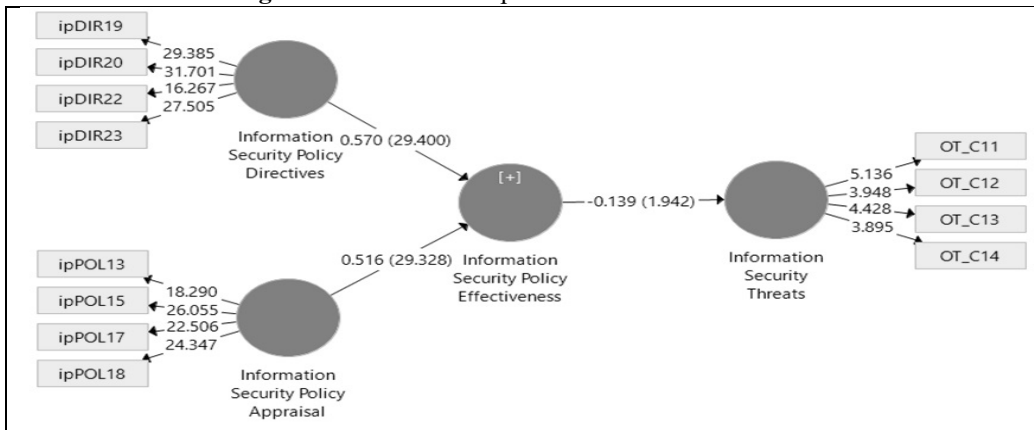 ipDIR19
ipDIR20
ipDIR22
ipDIR23
29.385
31.701
16.267
27.505
Information
Security Policy
Directives
0.570 (29.400)
ipPOL13
ipPOL15
ipPOL17
ipPOL18
18.290
26.055
22.506
24.347
Information
Security Policy
Appraisal
0.516 (29.328)
[+]
Information
Security Policy
Effectiveness
-0.139 (1.942)
Information
Security
Threats
5.136
3.948
4.428
3.895
OT_C11
OT_C12
OT_C13
OT_C14